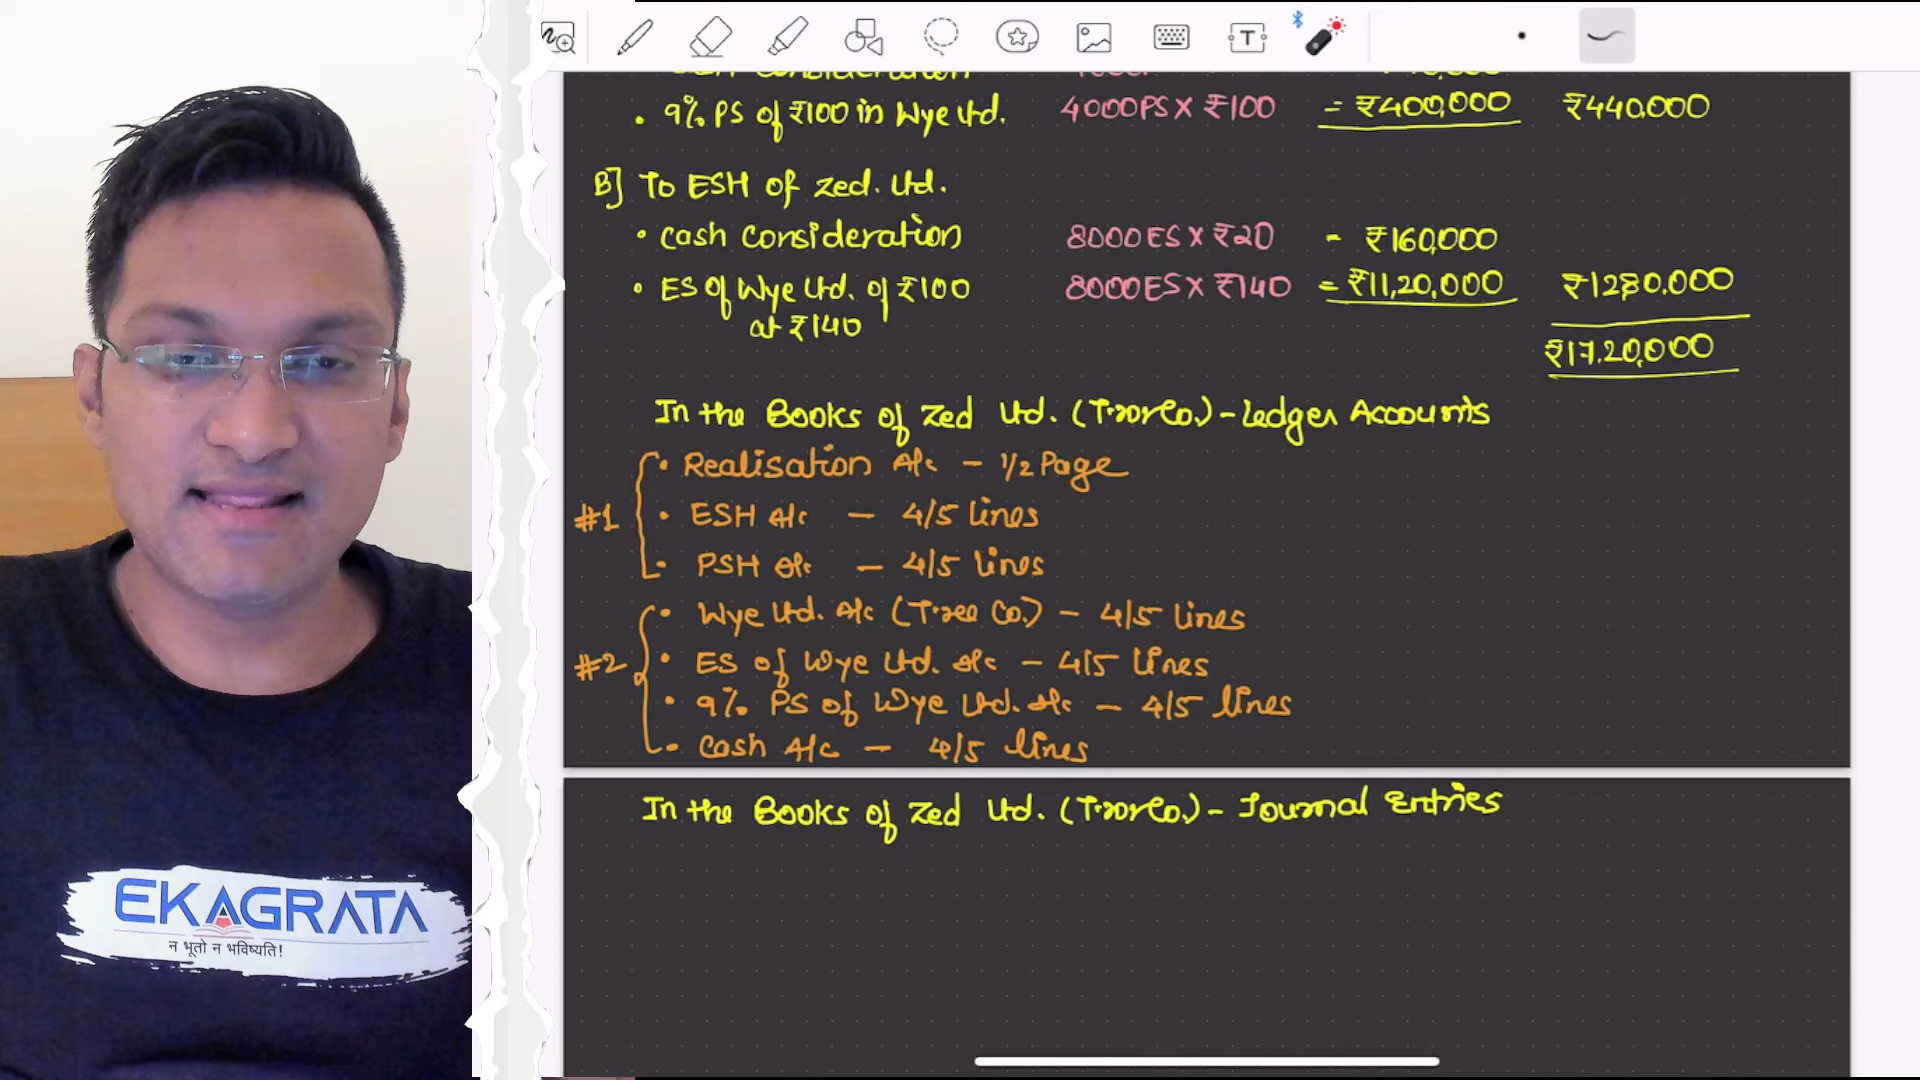 • 9% PS of ₹100 in Wye Ltd. 4000PS X ₹100 = ₹400,000 ₹440,000
B] To ESH of Zed. Ltd.
• Cash Consideration 8000ES X ₹20 - ₹160,000
• ES of Wye Ltd. of ₹100 8000ES X ₹140 = ₹11,20,000 ₹1280,000
at ₹140
₹17,20,000
In the Books of Zed Ltd. (T.ror Co.) - Ledger Accounts
#1
• Realisation A/c - 1/2 Page
• ESH A/c - 4/5 lines
• PSH A/c - 4/5 lines
#2
• Wye Ltd. A/c (T.ree Co.) - 4/5 lines
• ES of Wye Ltd. A/c - 4/5 lines
• 9% PS of Wye Ltd. A/c - 4/5 lines
• Cash A/c - 4/5 lines
In the Books of Zed Ltd. (T.ror Co.) - Journal Entries
EKAGRATA
न भूतो न भविष्यति!
T